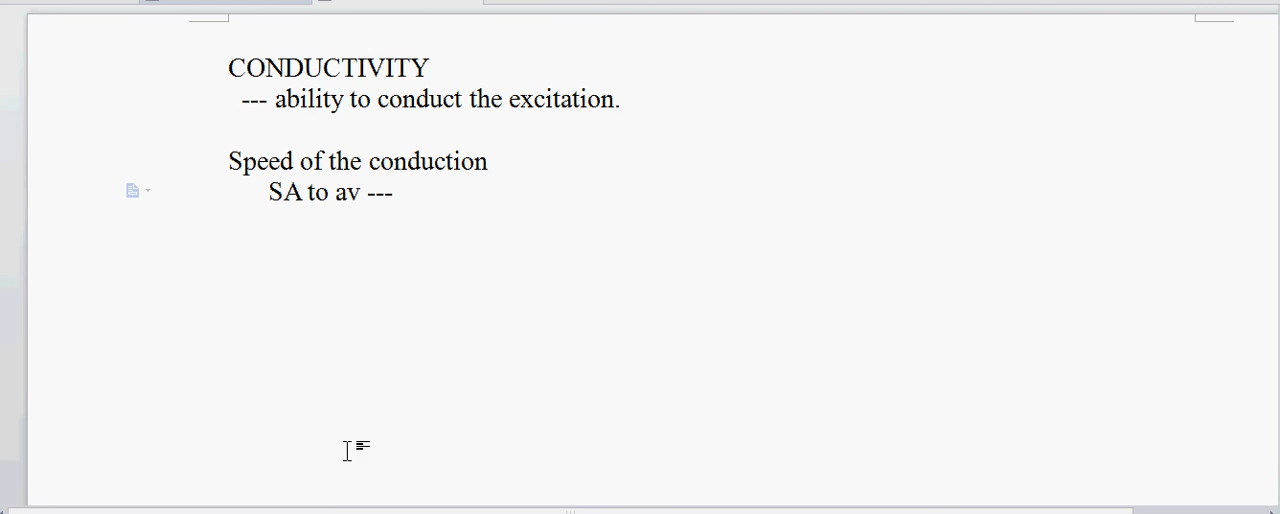 CONDUCTIVITY
--- ability to conduct the excitation.
Speed of the conduction
SA to av ---